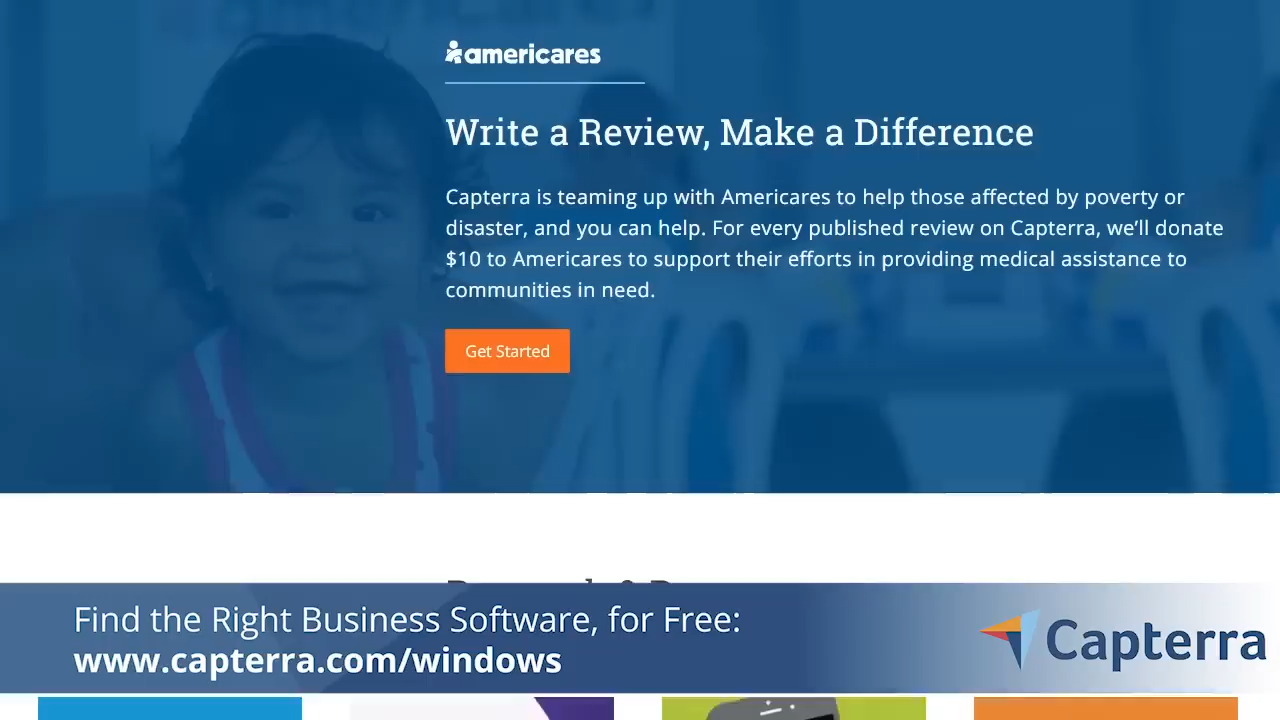 americares
Write a Review, Make a Difference
Capterra is teaming up with Americares to help those affected by poverty or
disaster, and you can help. For every published review on Capterra, we’ll donate
$10 to Americares to support their efforts in providing medical assistance to
communities in need.
Get Started
Find the Right Business Software, for Free:
www.capterra.com/windows
Capterra